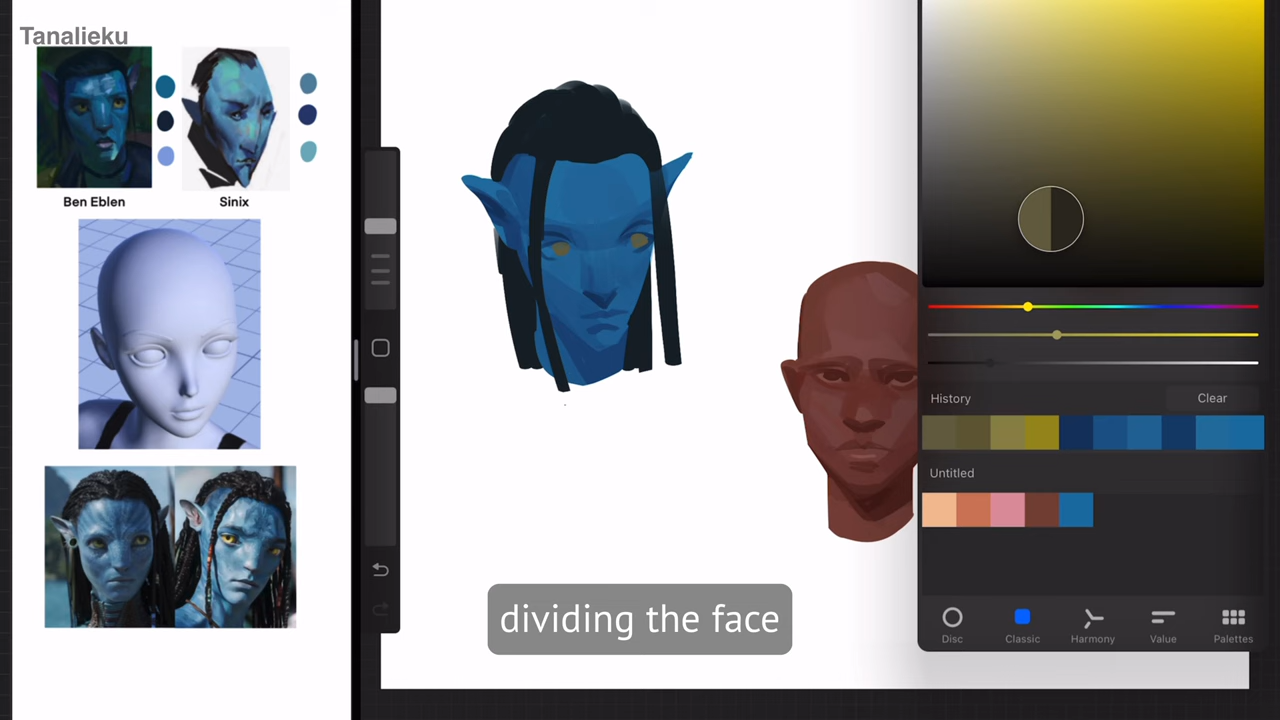 Tanalieku
Ben Eblen
Sinix
History
Clear
Untitled
dividing the face
Disc
Classic
Harmony
Value
Palettes